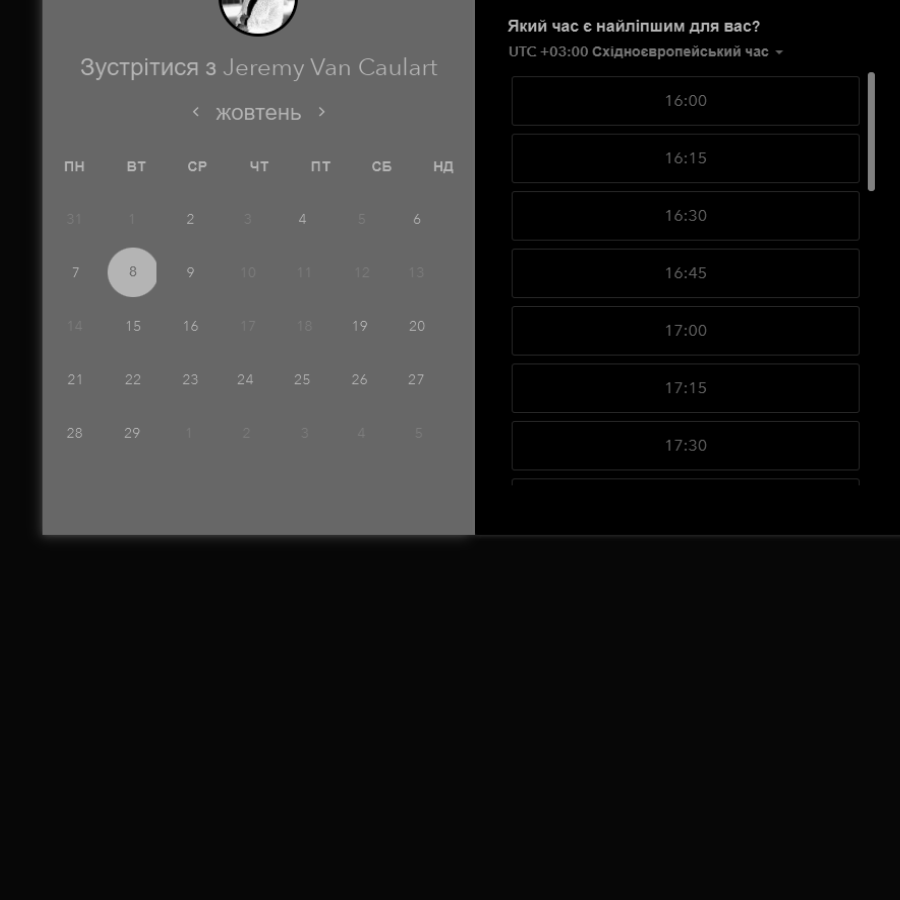 Зустрітися з Jeremy Van Caulart
жовтень
ПН ВТ СР ЧТ ПТ СБ НД
31 1 2 3 4 5 6
7 8 9 10 11 12 13
14 15 16 17 18 19 20
21 22 23 24 25 26 27
28 29 1 2 3 4 5
Який час є найліпшим для вас?
UTC +03:00 Східноєвропейський час
16:00
16:15
16:30
16:45
17:00
17:15
17:30